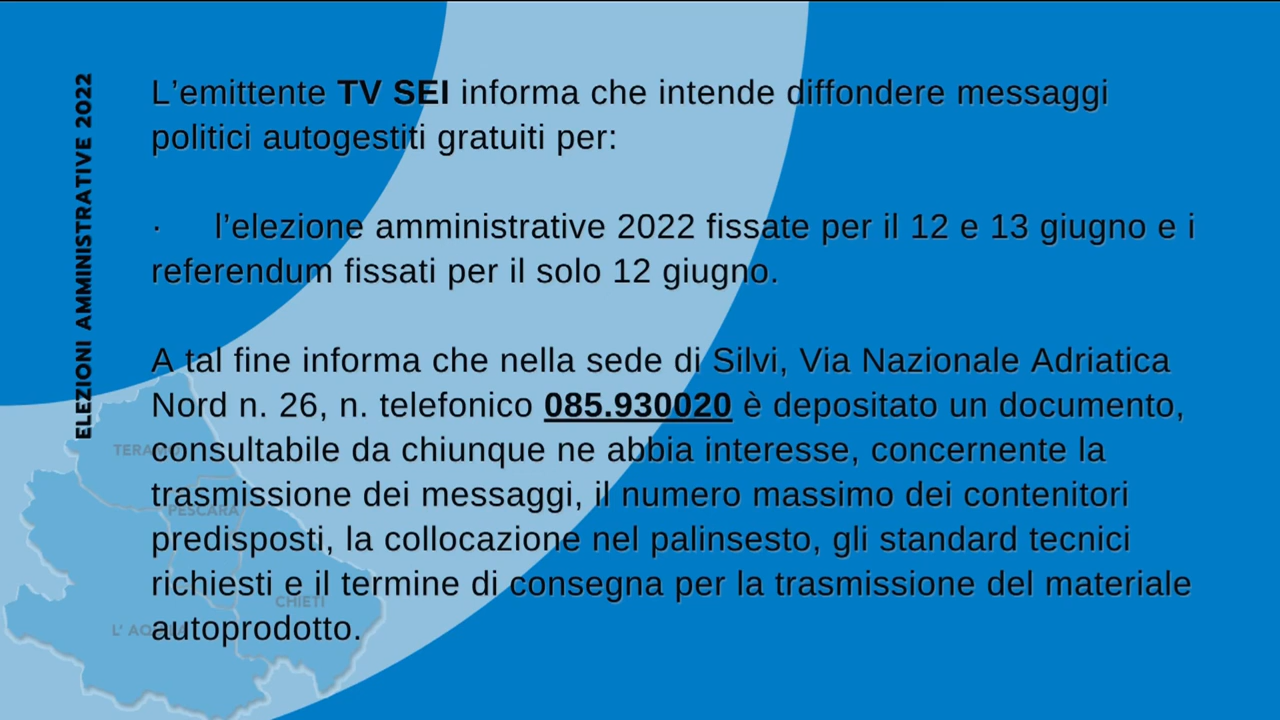 ELEZIONI AMMINISTRATIVE 2022
L’emittente TV SEI informa che intende diffondere messaggi
politici autogestiti gratuiti per:
· l’elezione amministrative 2022 fissate per il 12 e 13 giugno e i
referendum fissati per il solo 12 giugno.
A tal fine informa che nella sede di Silvi, Via Nazionale Adriatica
Nord n. 26, n. telefonico 085.930020 è depositato un documento,
consultabile da chiunque ne abbia interesse, concernente la
trasmissione dei messaggi, il numero massimo dei contenitori
predisposti, la collocazione nel palinsesto, gli standard tecnici
richiesti e il termine di consegna per la trasmissione del materiale
autoprodotto.
PESCARA
CHIETI